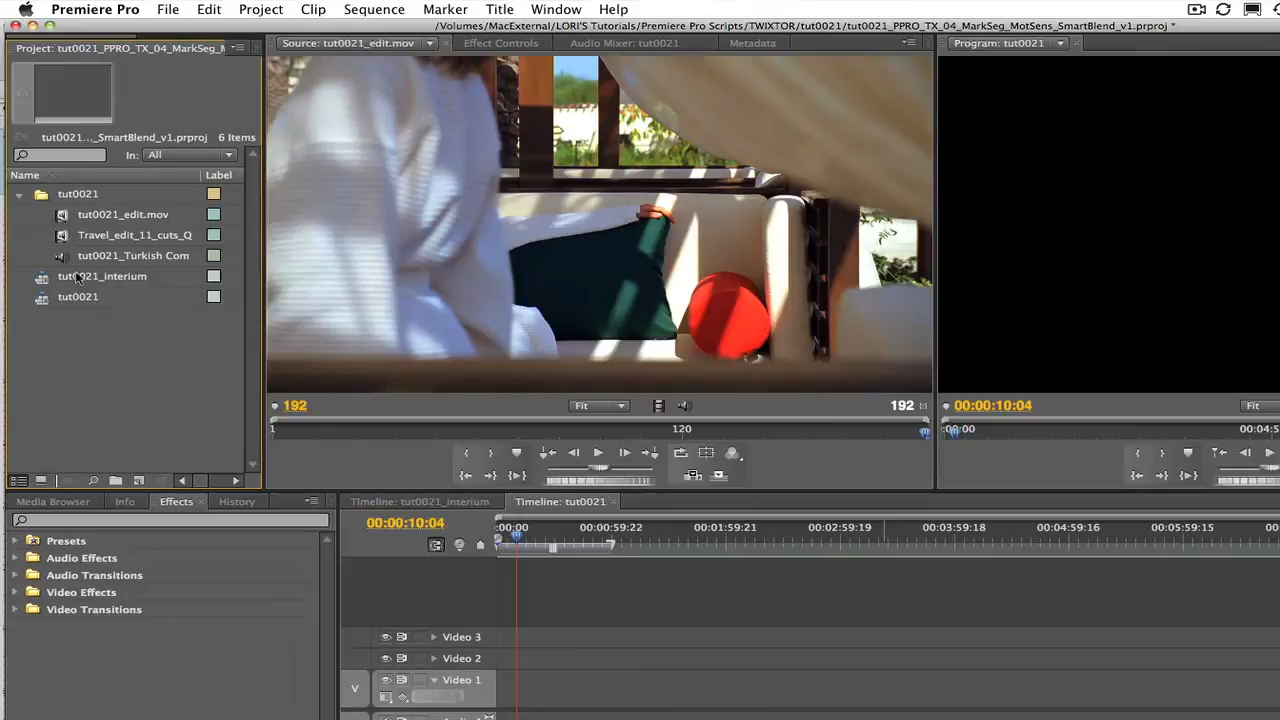 Premiere Pro File Edit Project Clip Sequence Marker Title Window Help
/Volumes/MacExternal/LORI'S Tutorials/Premiere Pro Scripts/TWIXTOR/tut0021/tut0021_PPRO_TX_04_MarkSeg_MotSens_SmartBlend_v1.prproj *
Project: tut0021_PPRO_TX_04_MarkSeg_M
Source: tut0021_edit.mov Effect Controls Audio Mixer: tut0021 Metadata Program: tut0021
tut0021..._SmartBlend_v1.prproj 6 Items
In: All
Name Label
tut0021
tut0021_edit.mov
Travel_edit_11_cuts_Q
tut0021_Turkish Com
tut0021_interium
tut0021
192 Fit 192 00:00:10:04 Fit
1 120 00:00 00:04:5
Media Browser Info Effects History Timeline: tut0021_interium Timeline: tut0021
00:00:10:04 :00:00 00:00:59:22 00:01:59:21 00:02:59:19 00:03:59:18 00:04:59:16 00:05:59:15 00
Presets
Audio Effects
Audio Transitions
Video Effects
Video Transitions
Video 3
Video 2
V Video 1